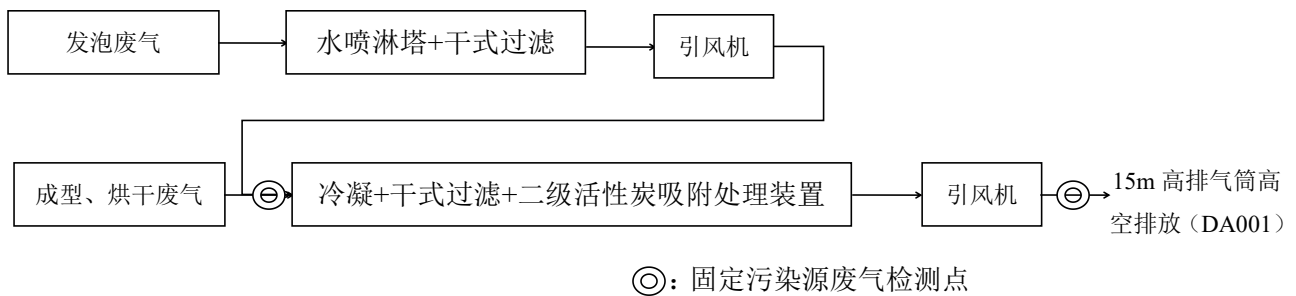 发泡废气
水喷淋塔+干式过滤
引风机
成型、烘干废气
冷凝+干式过滤+二级活性炭吸附处理装置
引风机
15m 高排气筒高
空排放（DA001）
◎：固定污染源废气检测点